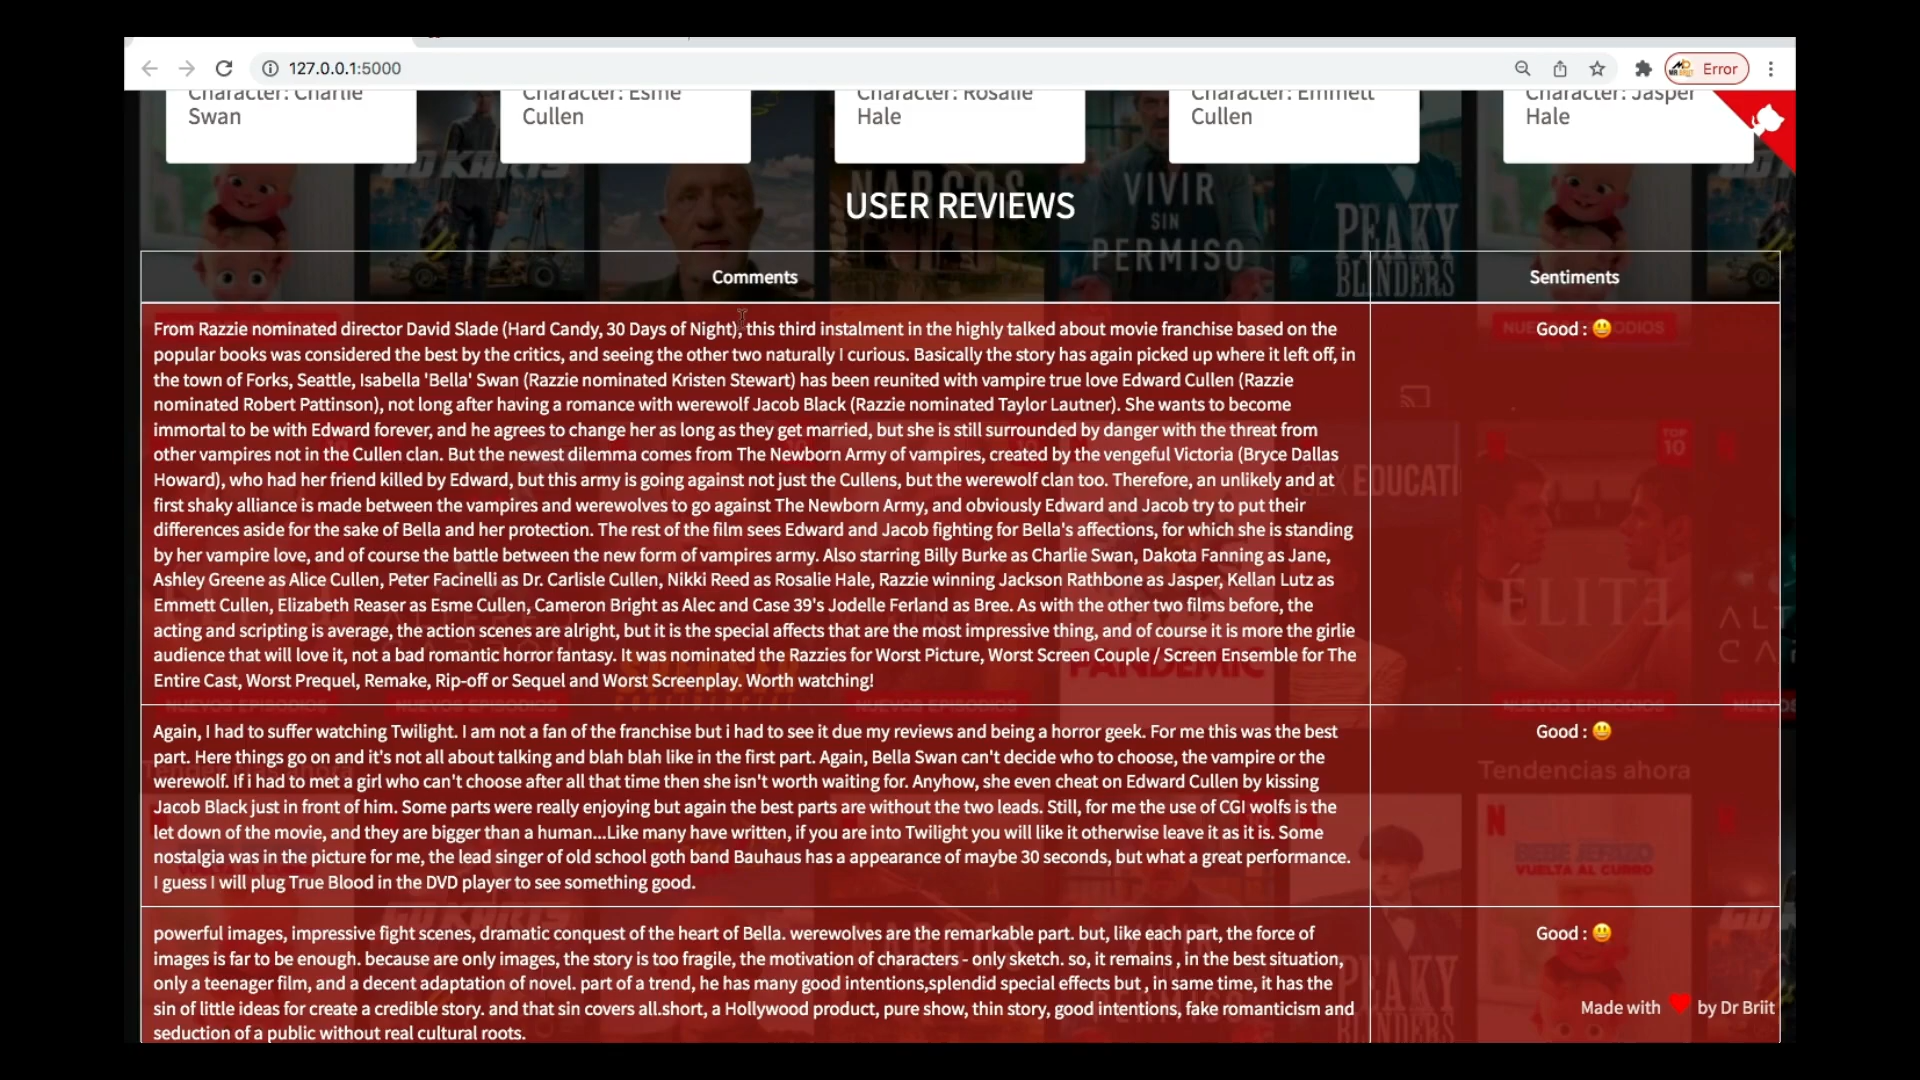 127.0.0.1:5000
Error
Character: Charlie
Swan
Character: Esme
Cullen
Character: Rosalie
Hale
Character: Emmett
Cullen
Character: Jasper
Hale
GO KARTS
NARCOS
VIVIR
SIN
PERMISO
PEAKY
BLINDERS
USER REVIEWS
Comments
Sentiments
From Razzie nominated director David Slade (Hard Candy, 30 Days of Night), this third instalment in the highly talked about movie franchise based on the
popular books was considered the best by the critics, and seeing the other two naturally I curious. Basically the story has again picked up where it left off, in
the town of Forks, Seattle, Isabella 'Bella' Swan (Razzie nominated Kristen Stewart) has been reunited with vampire true love Edward Cullen (Razzie
nominated Robert Pattinson), not long after having a romance with werewolf Jacob Black (Razzie nominated Taylor Lautner). She wants to become
immortal to be with Edward forever, and he agrees to change her as long as they get married, but she is still surrounded by danger with the threat from
other vampires not in the Cullen clan. But the newest dilemma comes from The Newborn Army of vampires, created by the vengeful Victoria (Bryce Dallas
Howard), who had her friend killed by Edward, but this army is going against not just the Cullens, but the werewolf clan too. Therefore, an unlikely and at
first shaky alliance is made between the vampires and werewolves to go against The Newborn Army, and obviously Edward and Jacob try to put their
differences aside for the sake of Bella and her protection. The rest of the film sees Edward and Jacob fighting for Bella's affections, for which she is standing
by her vampire love, and of course the battle between the new form of vampires army. Also starring Billy Burke as Charlie Swan, Dakota Fanning as Jane,
Ashley Greene as Alice Cullen, Peter Facinelli as Dr. Carlisle Cullen, Nikki Reed as Rosalie Hale, Razzie winning Jackson Rathbone as Jasper, Kellan Lutz as
Emmett Cullen, Elizabeth Reaser as Esme Cullen, Cameron Bright as Alec and Case 39's Jodelle Ferland as Bree. As with the other two films before, the
acting and scripting is average, the action scenes are alright, but it is the special affects that are the most impressive thing, and of course it is more the girlie
audience that will love it, not a bad romantic horror fantasy. It was nominated the Razzies for Worst Picture, Worst Screen Couple / Screen Ensemble for The
Entire Cast, Worst Prequel, Remake, Rip-off or Sequel and Worst Screenplay. Worth watching!
Good : 😃
TOP
10
EDUCATI
ÉLITE
PANDEMIC
NUEVOS EPISODIOS
Again, I had to suffer watching Twilight. I am not a fan of the franchise but i had to see it due my reviews and being a horror geek. For me this was the best
part. Here things go on and it's not all about talking and blah blah like in the first part. Again, Bella Swan can't decide who to choose, the vampire or the
werewolf. If i had to met a girl who can't choose after all that time then she isn't worth waiting for. Anyhow, she even cheat on Edward Cullen by kissing
Jacob Black just in front of him. Some parts were really enjoying but again the best parts are without the two leads. Still, for me the use of CGI wolfs is the
let down of the movie, and they are bigger than a human...Like many have written, if you are into Twilight you will like it otherwise leave it as it is. Some
nostalgia was in the picture for me, the lead singer of old school goth band Bauhaus has a appearance of maybe 30 seconds, but what a great performance.
I guess I will plug True Blood in the DVD player to see something good.
Good : 😃
Tendencias ahora
VUELTA AL CURRO
powerful images, impressive fight scenes, dramatic conquest of the heart of Bella. werewolves are the remarkable part. but, like each part, the force of
images is far to be enough. because are only images, the story is too fragile, the motivation of characters - only sketch. so, it remains , in the best situation,
only a teenager film, and a decent adaptation of novel. part of a trend, he has many good intentions,splendid special effects but , in same time, it has the
sin of little ideas for create a credible story. and that sin covers all.short, a Hollywood product, pure show, thin story, good intentions, fake romanticism and
seduction of a public without real cultural roots.
Good : 😃
PEAKY
Made with ❤ by Dr Briit